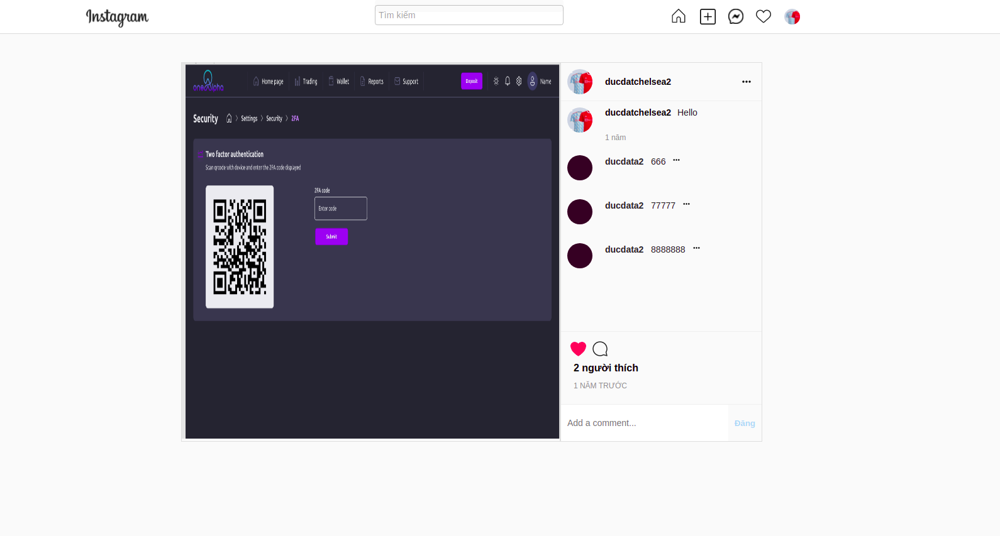 Instagram
Tìm kiếm
oneAlpha
Home page
Trading
Wallet
Reports
Support
Deposit
Name
Security
Settings
Security
2FA
Two factor authentication
Scan qrcode with device and enter the 2FA code displayed
2FA code
Enter code
Submit
ducdatchelsea2
ducdatchelsea2 Hello
1 năm
ducdata2 666
ducdata2 77777
ducdata2 8888888
2 người thích
1 NĂM TRƯỚC
Add a comment...
Đăng